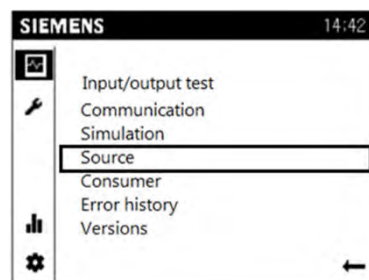 SIEMENS 14:42
Input/output test
Communication
Simulation
Source
Consumer
Error history
Versions